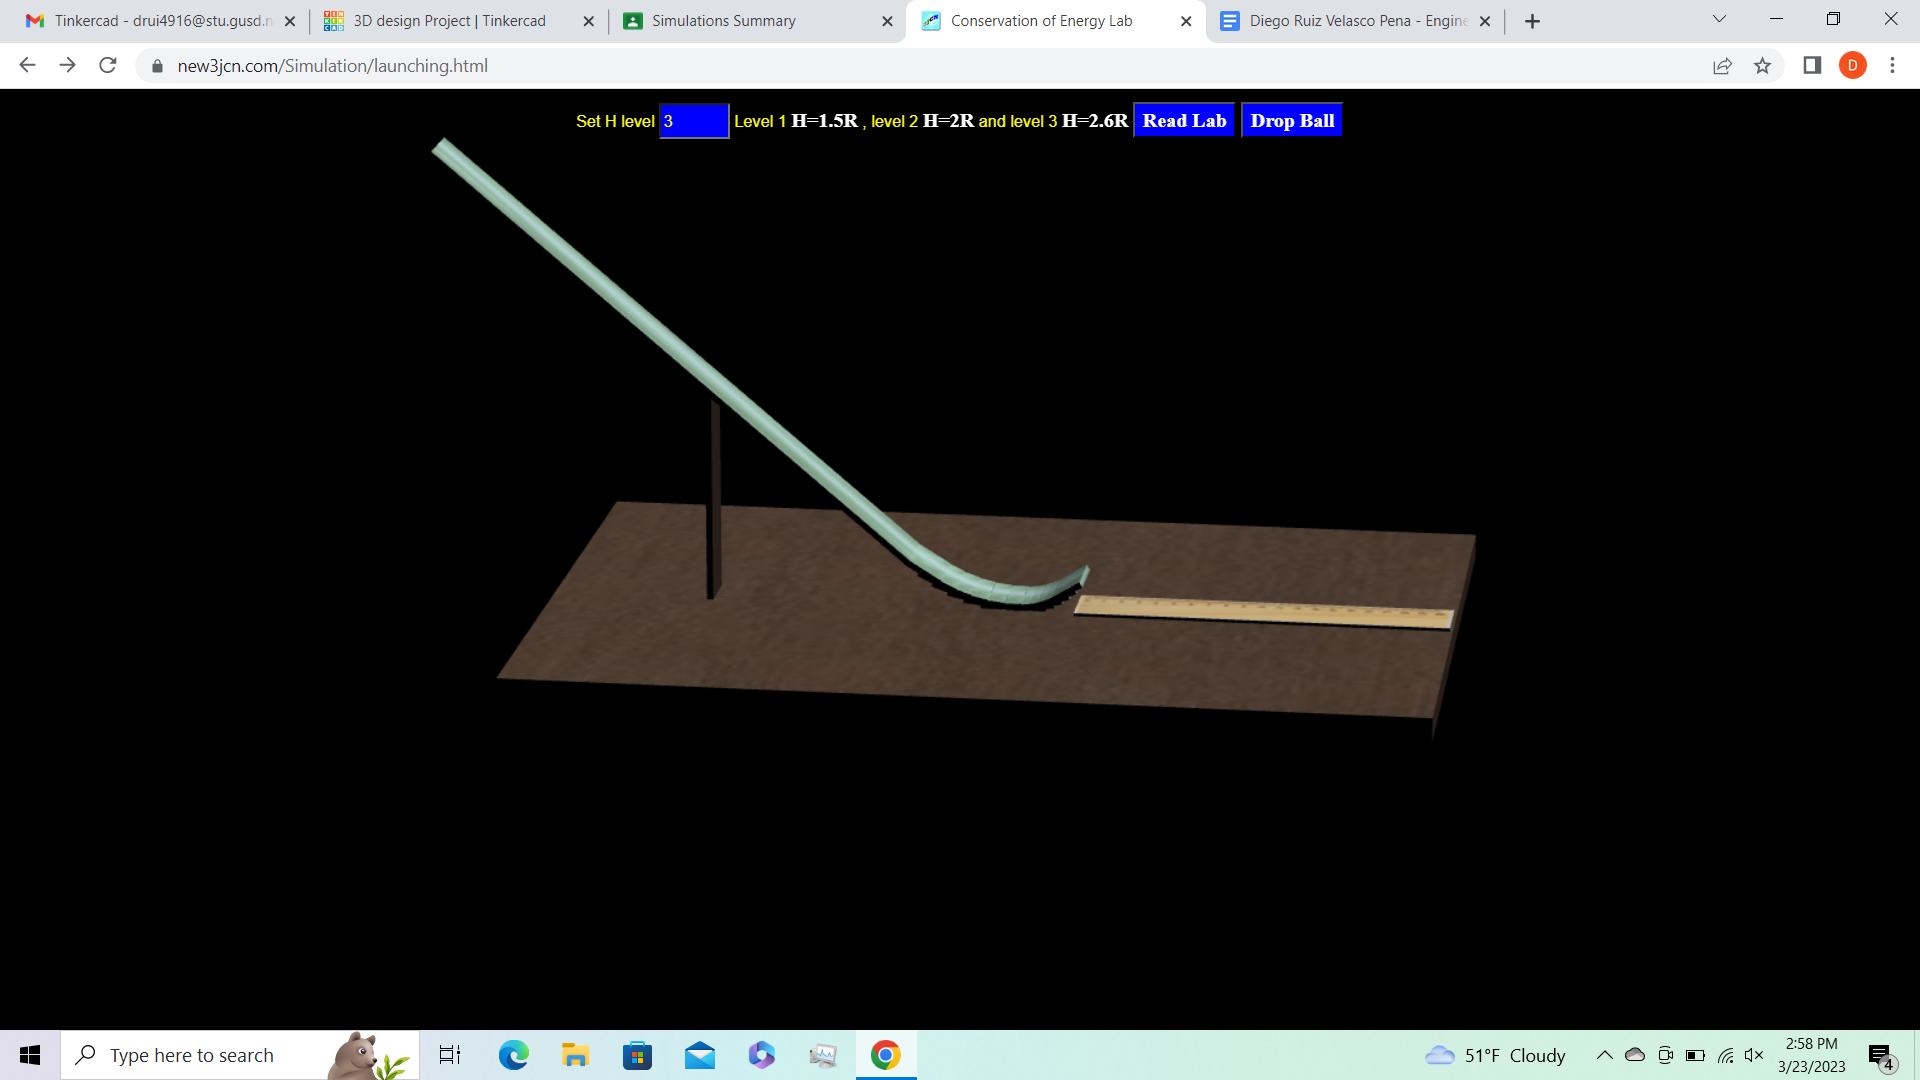 Tinkercad - drui4916@stu.gusd.n
3D design Project | Tinkercad
Simulations Summary
Conservation of Energy Lab
Diego Ruiz Velasco Pena - Engine
new3jcn.com/Simulation/launching.html
D
Set H level 3 Level 1 H=1.5R , level 2 H=2R and level 3 H=2.6R Read Lab Drop Ball
Type here to search
51°F Cloudy
2:58 PM
3/23/2023
4